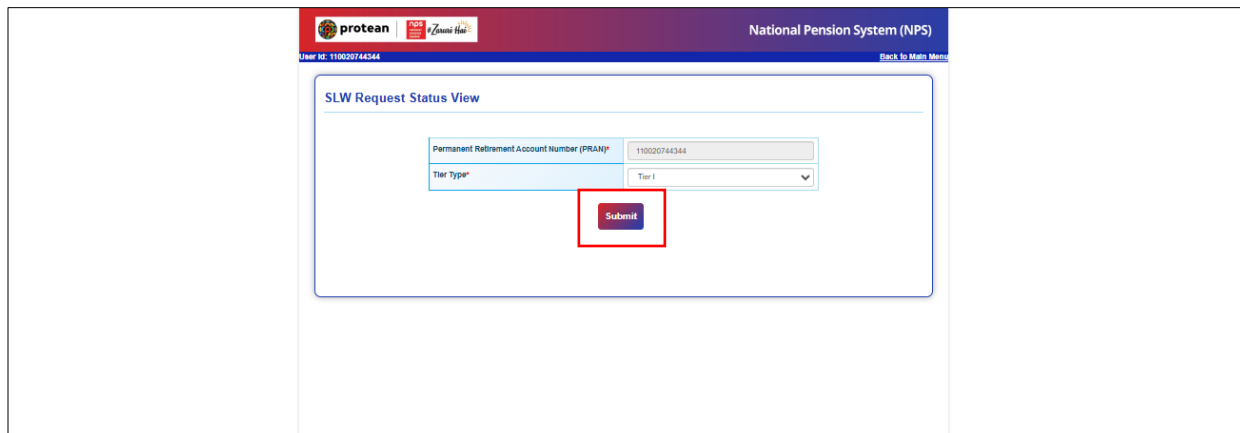 protean nps #Zaruri Hai National Pension System (NPS)
User Id: 110020744344 Back to Main Menu
SLW Request Status View
Permanent Retirement Account Number (PRAN)* 110020744344
Tier Type* Tier I
Submit